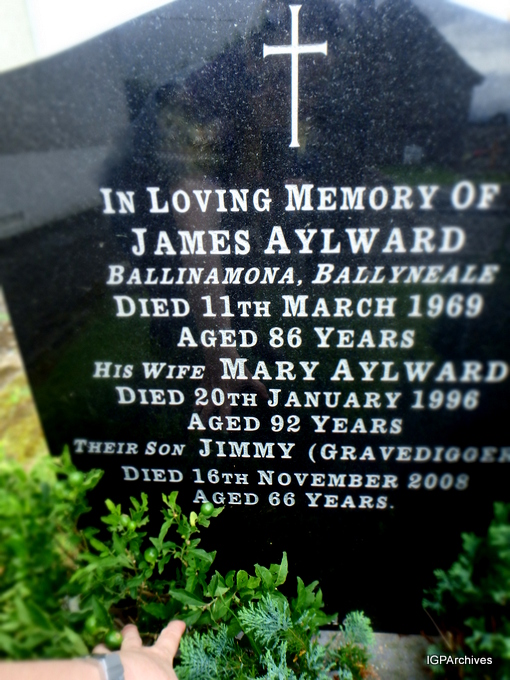 In Loving Memory Of
James Aylward
Ballinamona, Ballyneale
Died 11th March 1969
Aged 86 Years
His Wife Mary Aylward
Died 20th January 1996
Aged 92 Years
Their Son Jimmy (Gravedigger
Died 16th November 2008
Aged 66 Years.
IGPArchives